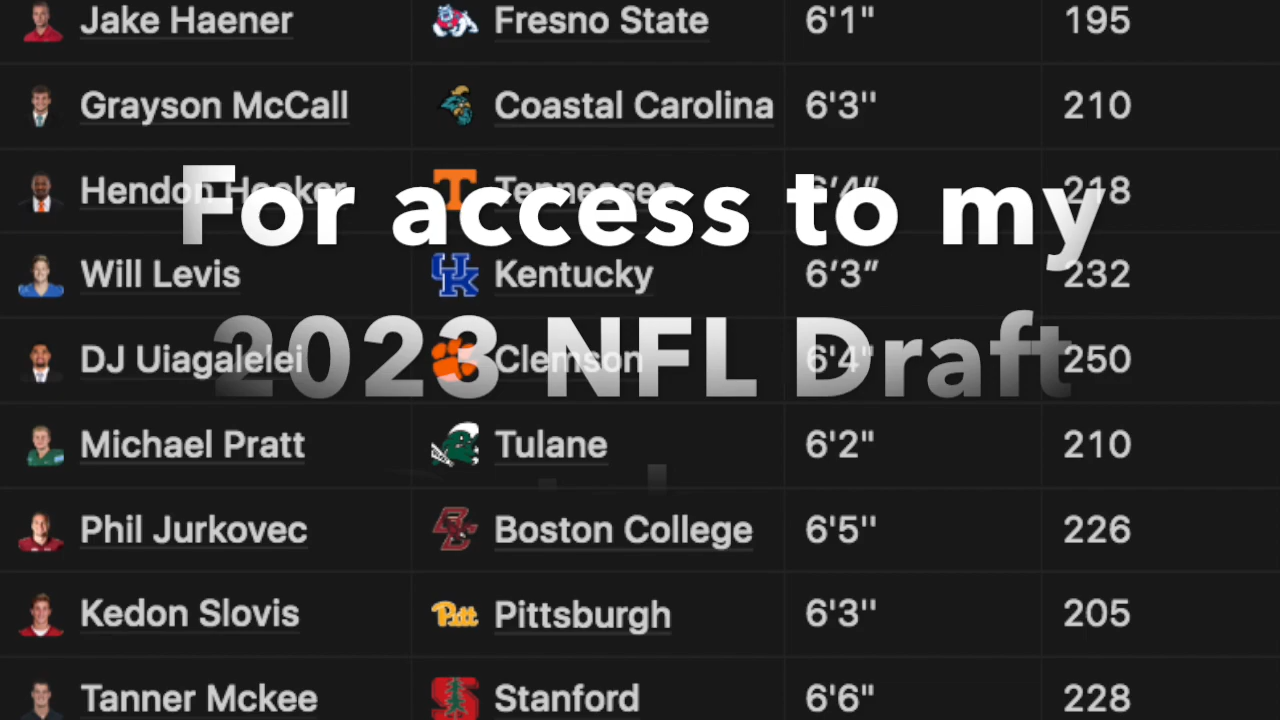 Jake Haener Fresno State 6'1" 195
Grayson McCall Coastal Carolina 6'3'' 210
Hendon Hooker Tennessee 6’4” 218
For access to my
Will Levis Kentucky 6’3” 232
2023 NFL Draft
DJ Uiagalelei Clemson 6'4" 250
Michael Pratt Tulane 6'2" 210
Phil Jurkovec Boston College 6'5'' 226
Kedon Slovis Pitt Pittsburgh 6'3'' 205
Tanner Mckee Stanford 6'6" 228